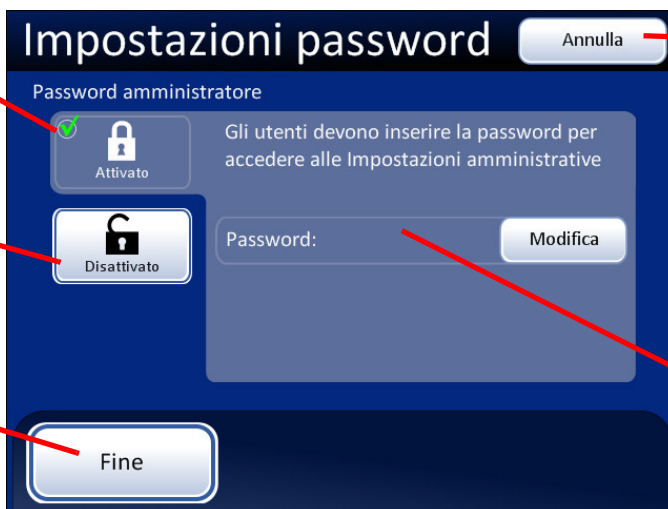 Impostazioni password
Annulla
Password amministratore
Attivato
Gli utenti devono inserire la password per
accedere alle Impostazioni amministrative
Disattivato
Password:
Modifica
Fine